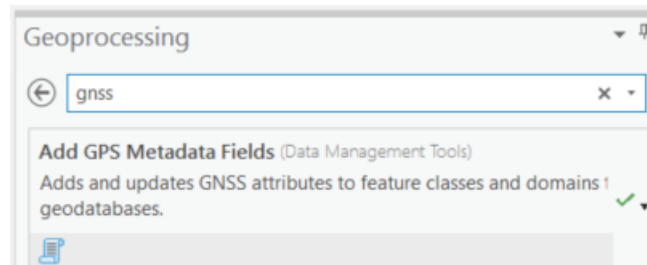 Geoprocessing
gnss
Add GPS Metadata Fields (Data Management Tools)
Adds and updates GNSS attributes to feature classes and domains
geodatabases.